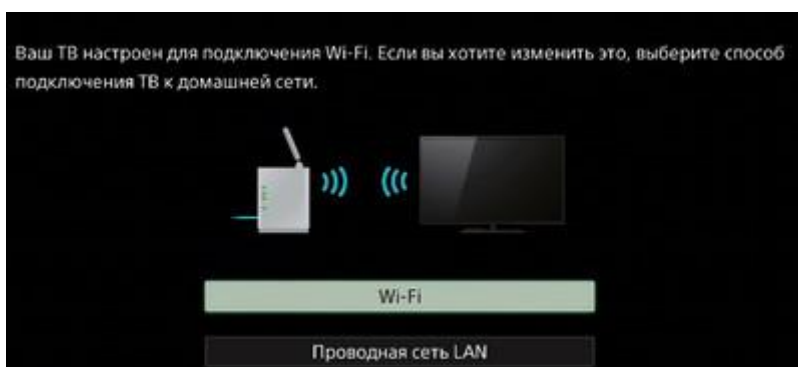 Ваш ТВ настроен для подключения Wi-Fi. Если вы хотите изменить это, выберите способ
подключения ТВ к домашней сети.
Wi-Fi
Проводная сеть LAN